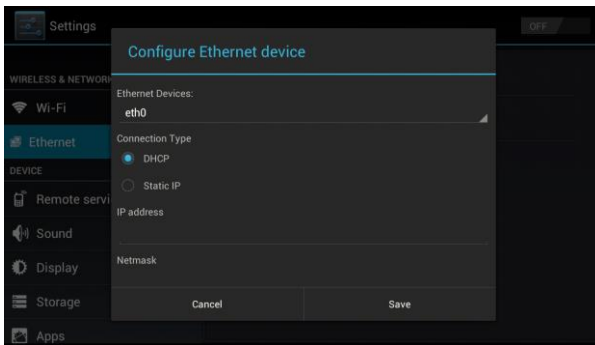 Settings
OFF
Configure Ethernet device
WIRELESS & NETWOR
Wi-Fi
Ethernet
DEVICE
Remote servi
Sound
Display
Storage
Apps
Ethernet Devices:
eth0
Connection Type
DHCP
Static IP
IP address
Netmask
Cancel
Save